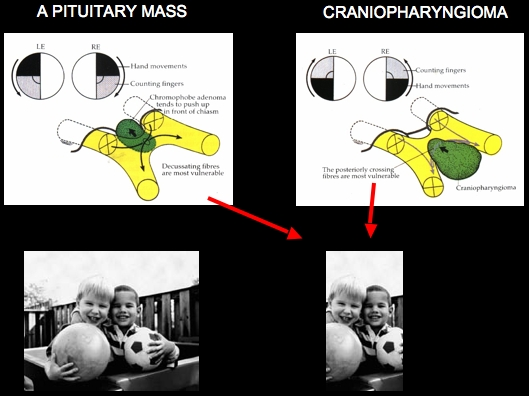 A PITUITARY MASS
CRANIOPHARYNGIOMA
LE
RE
Hand movements
Counting fingers
Chromophobe adenoma
tends to push up
in front of chiasm
Decussating fibres
are most vulnerable
LE
RE
Counting fingers
Hand movements
The posteriorly crossing
fibres are most vulnerable
Craniopharyngioma